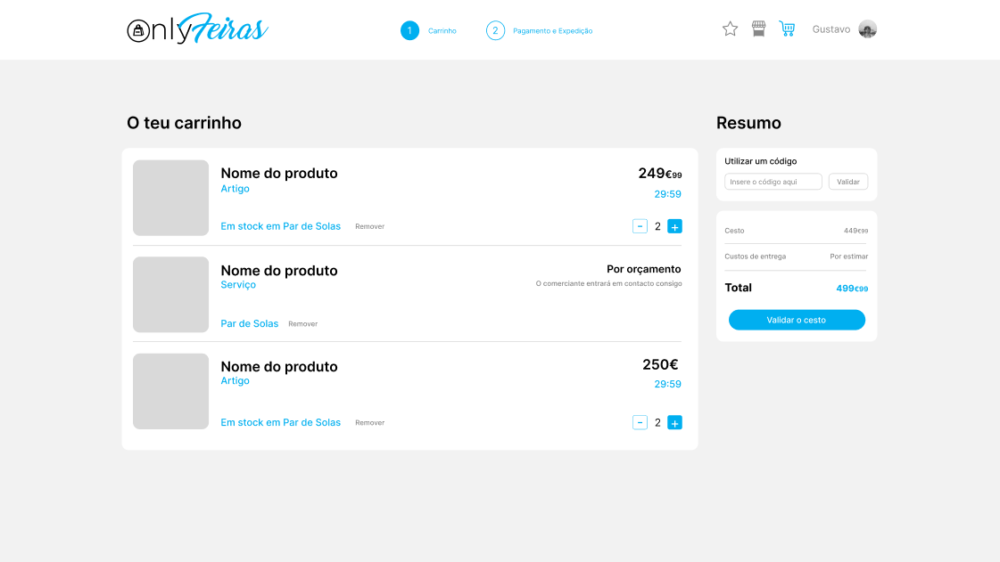 OnlyFeiras
1 Carrinho
2 Pagamento e Expedição
Gustavo
O teu carrinho
Nome do produto
Artigo
249€99
29:59
Em stock em Par de Solas
Remover
- 2 +
Nome do produto
Serviço
Por orçamento
O comerciante entrará em contacto consigo
Par de Solas
Remover
Nome do produto
Artigo
250€
29:59
Em stock em Par de Solas
Remover
- 2 +
Resumo
Utilizar um código
Insere o código aqui
Validar
Cesto 449€99
Custos de entrega Por estimar
Total 499€99
Validar o cesto